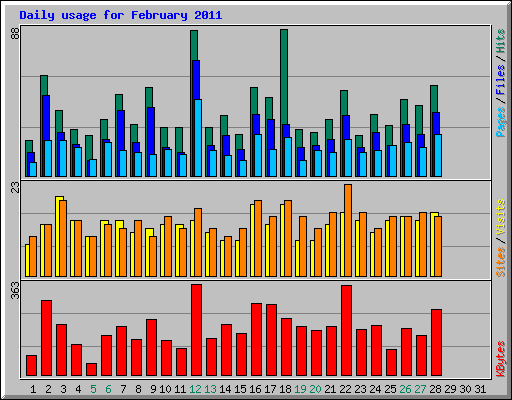 Daily usage for February 2011
88
Pages / Files / Hits
23
Sites / Visits
363
KBytes
1 2 3 4 5 6 7 8 9 10 11 12 13 14 15 16 17 18 19 20 21 22 23 24 25 26 27 28 29 30 31